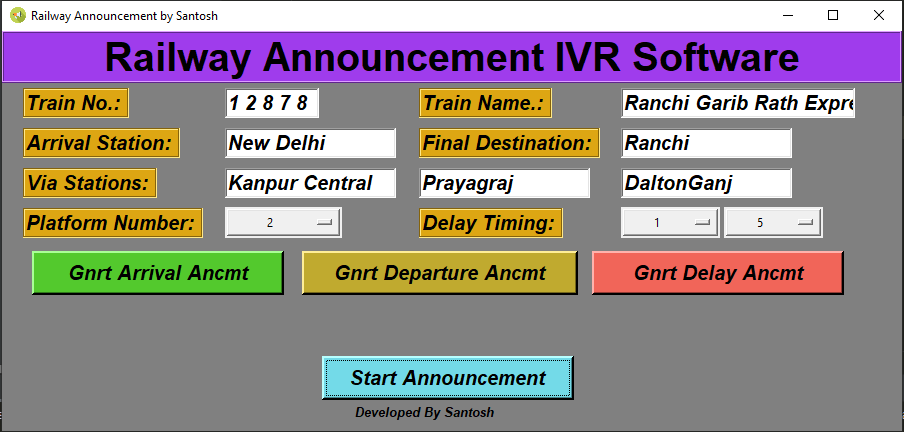 Railway Announcement by Santosh
Railway Announcement IVR Software
Train No.: 1 2 8 7 8 Train Name.: Ranchi Garib Rath Expre
Arrival Station: New Delhi Final Destination: Ranchi
Via Stations: Kanpur Central Prayagraj DaltonGanj
Platform Number: 2 Delay Timing: 1 5
Gnrt Arrival Ancmt Gnrt Departure Ancmt Gnrt Delay Ancmt
Start Announcement
Developed By Santosh